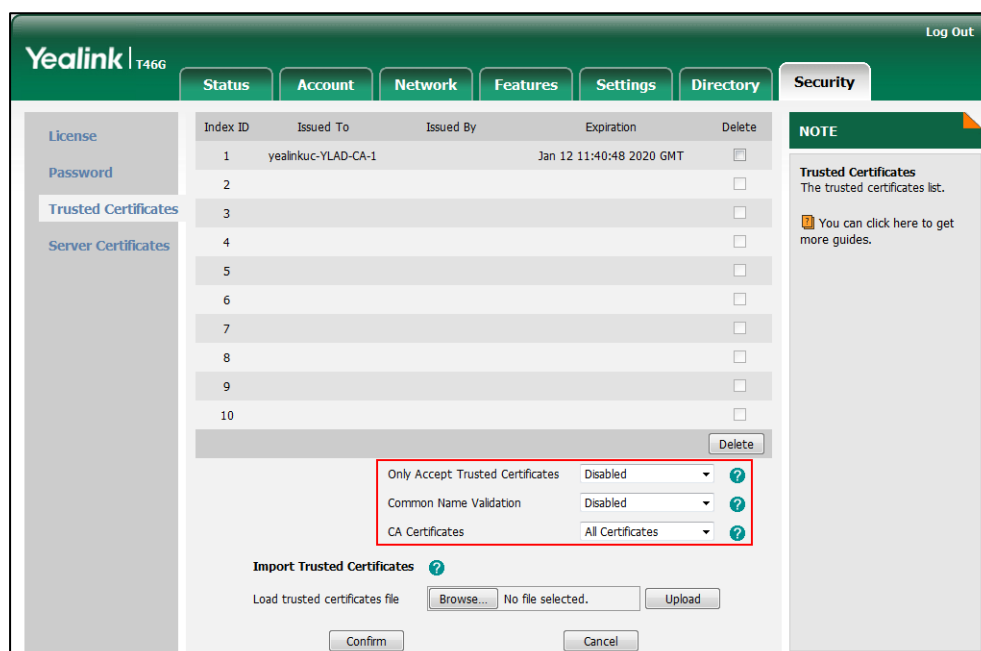 Log Out
Yealink T46G
Status Account Network Features Settings Directory Security
License
Password
Trusted Certificates
Server Certificates
Index ID Issued To Issued By Expiration Delete
1 yealinkuc-YLAD-CA-1 Jan 12 11:40:48 2020 GMT
2
3
4
5
6
7
8
9
10
Delete
Only Accept Trusted Certificates Disabled ?
Common Name Validation Disabled ?
CA Certificates All Certificates ?
Import Trusted Certificates ?
Load trusted certificates file Browse... No file selected. Upload
Confirm Cancel
NOTE
Trusted Certificates
The trusted certificates list.
? You can click here to get
more guides.